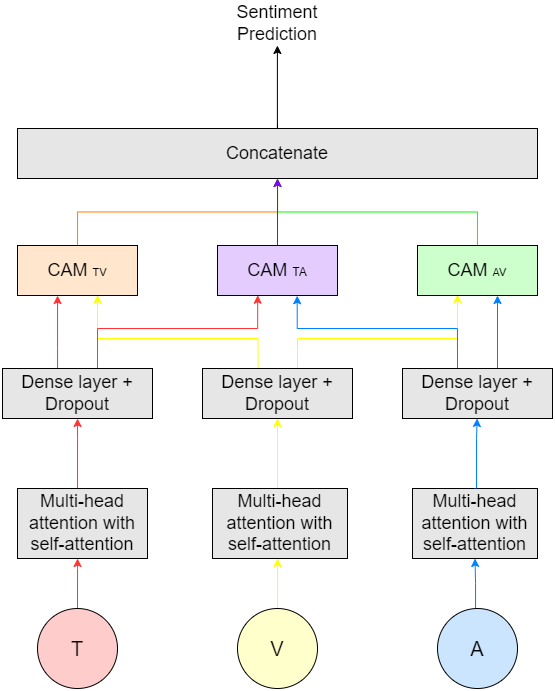 Sentiment
Prediction
Concatenate
CAM TV
CAM TA
CAM AV
Dense layer +
Dropout
Dense layer +
Dropout
Dense layer +
Dropout
Multi-head
attention with
self-attention
Multi-head
attention with
self-attention
Multi-head
attention with
self-attention
T
V
A